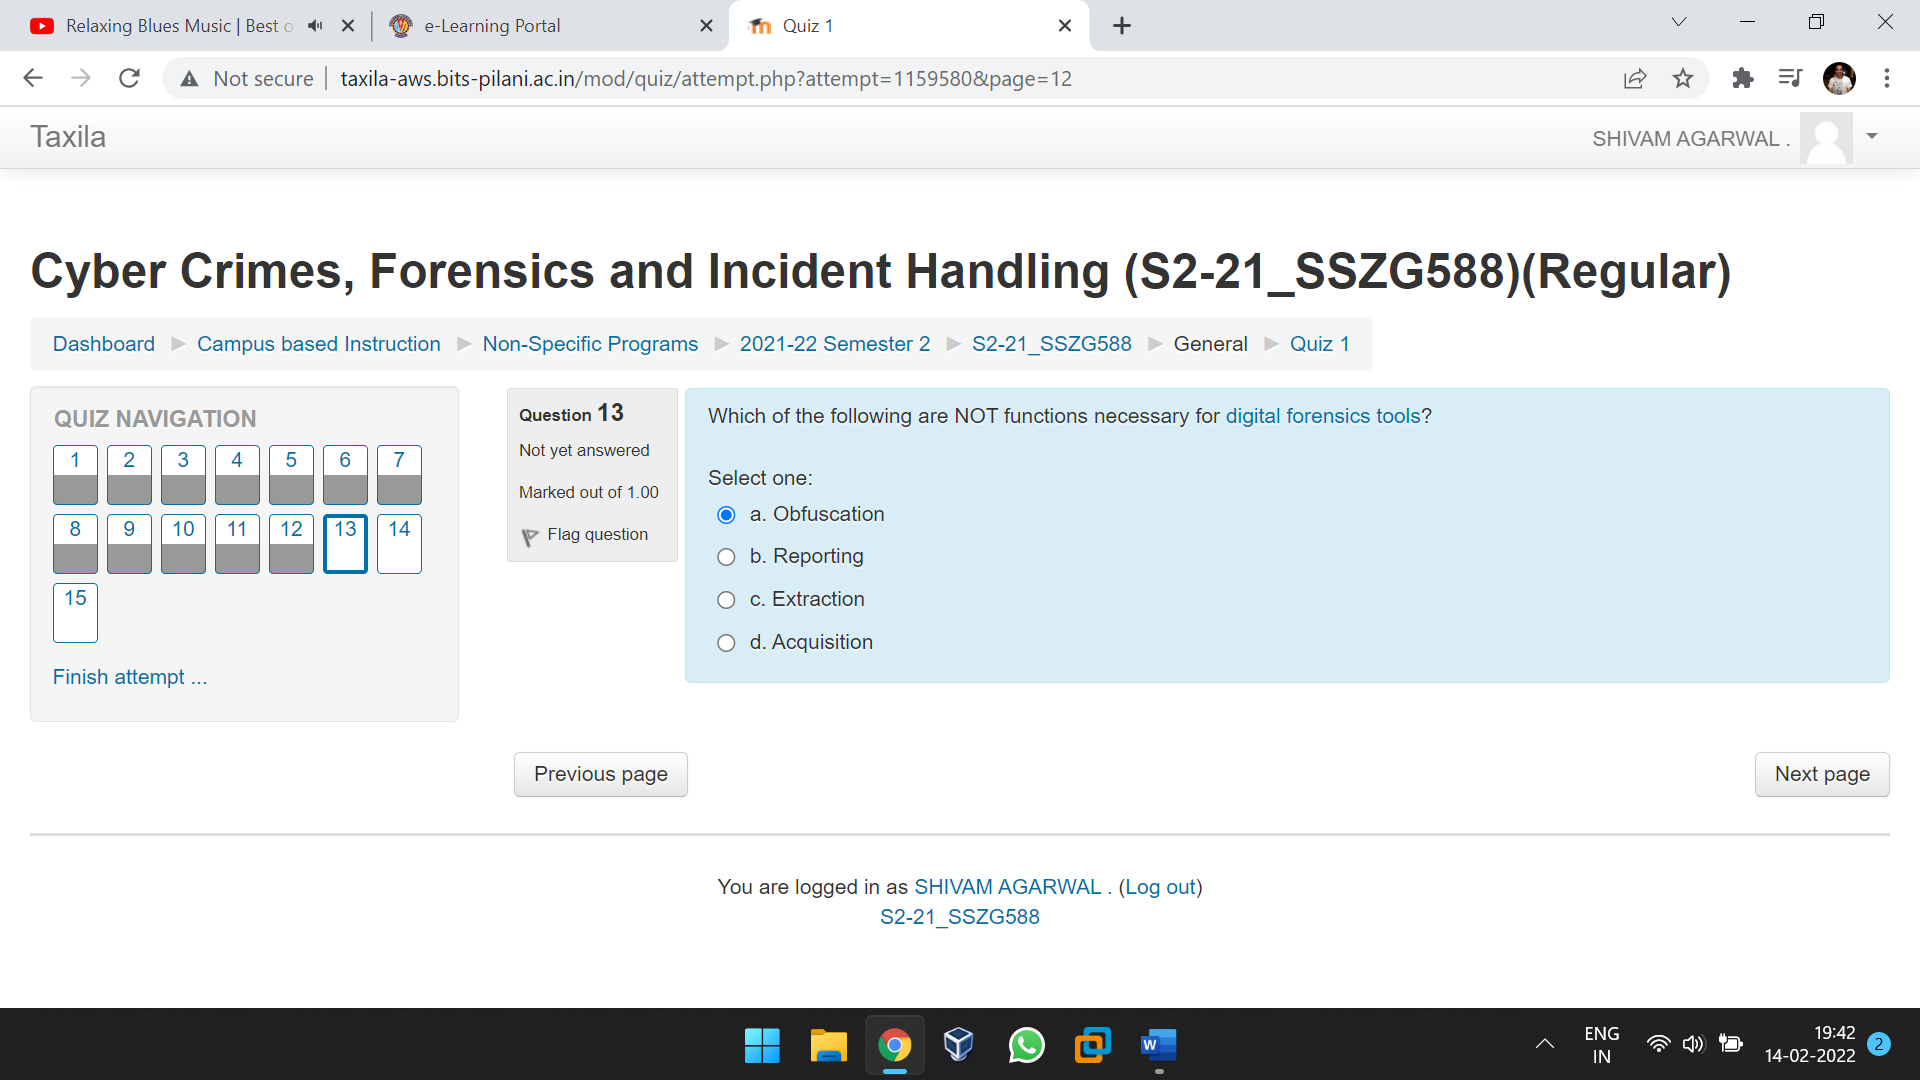 Relaxing Blues Music | Best o
e-Learning Portal
Quiz 1
Not secure
taxila-aws.bits-pilani.ac.in/mod/quiz/attempt.php?attempt=1159580&page=12
Taxila
SHIVAM AGARWAL .
Cyber Crimes, Forensics and Incident Handling (S2-21_SSZG588)(Regular)
Dashboard
Campus based Instruction
Non-Specific Programs
2021-22 Semester 2
S2-21_SSZG588
General
Quiz 1
QUIZ NAVIGATION
1 2 3 4 5 6 7
8 9 10 11 12 13 14
15
Finish attempt ...
Question 13
Not yet answered
Marked out of 1.00
Flag question
Which of the following are NOT functions necessary for digital forensics tools?
Select one:
a. Obfuscation
b. Reporting
c. Extraction
d. Acquisition
Previous page
Next page
You are logged in as SHIVAM AGARWAL . (Log out)
S2-21_SSZG588
W
ENG
IN
19:42
14-02-2022
2